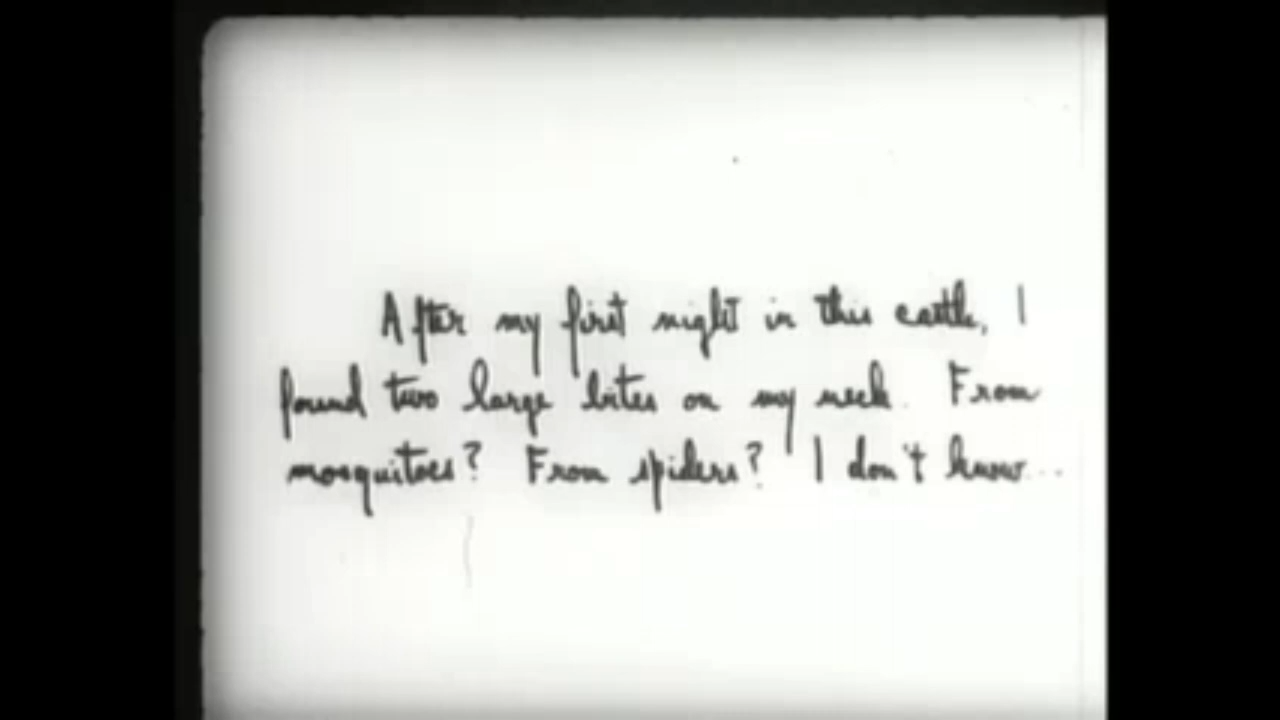 After my first night in this castle, I
found two large bites on my neck. From
mosquitoes? From spiders? I don't know...